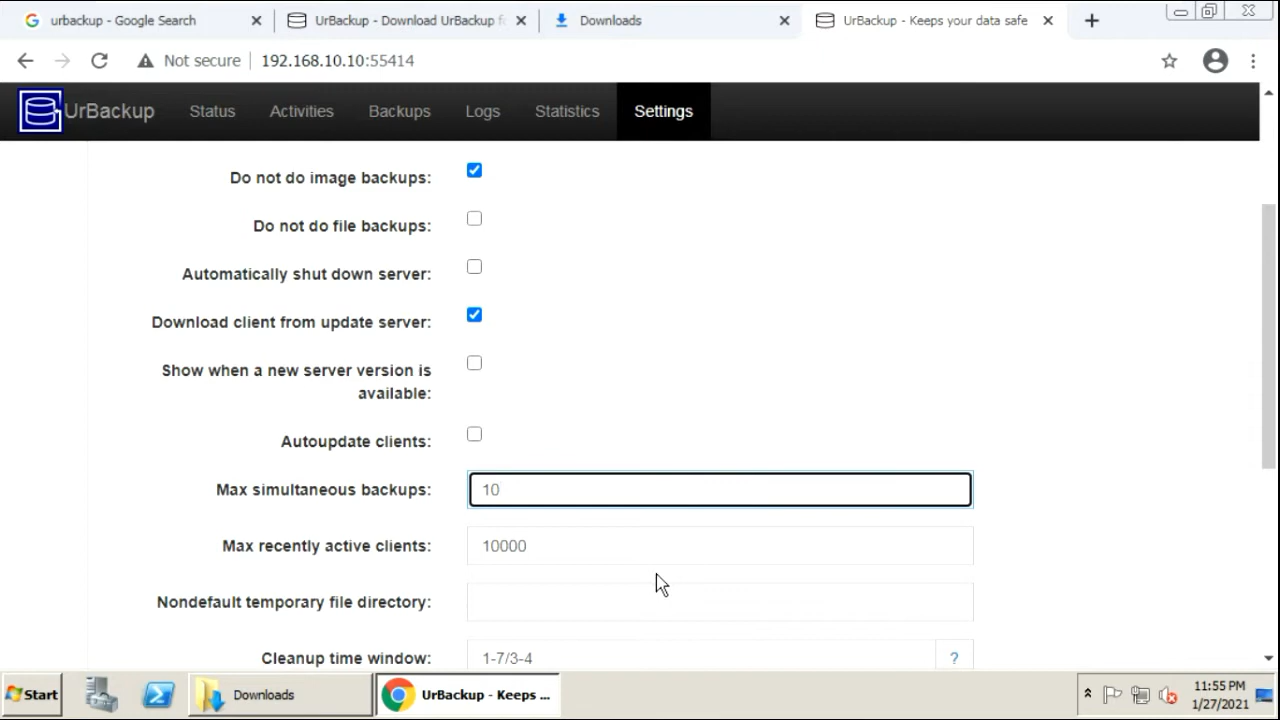 urbackup - Google Search
UrBackup - Download UrBackup fo
Downloads
UrBackup - Keeps your data safe
Not secure
192.168.10.10:55414
UrBackup
Status
Activities
Backups
Logs
Statistics
Settings
Do not do image backups:
Do not do file backups:
Automatically shut down server:
Download client from update server:
Show when a new server version is
available:
Autoupdate clients:
Max simultaneous backups:
10
Max recently active clients:
10000
Nondefault temporary file directory:
Cleanup time window:
1-7/3-4
?
Start
Downloads
UrBackup - Keeps ...
11:55 PM
1/27/2021